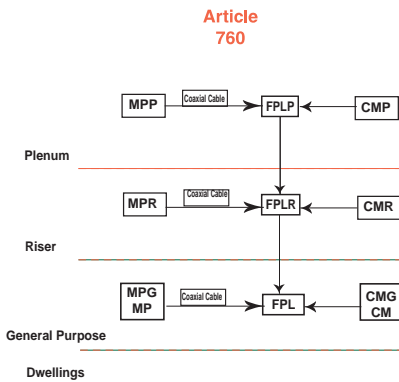 Article
760
MPP
Coaxial Cable
FPLP
CMP
Plenum
MPR
Coaxial Cable
FPLR
CMR
Riser
MPG
MP
Coaxial Cable
FPL
CMG
CM
General Purpose
Dwellings